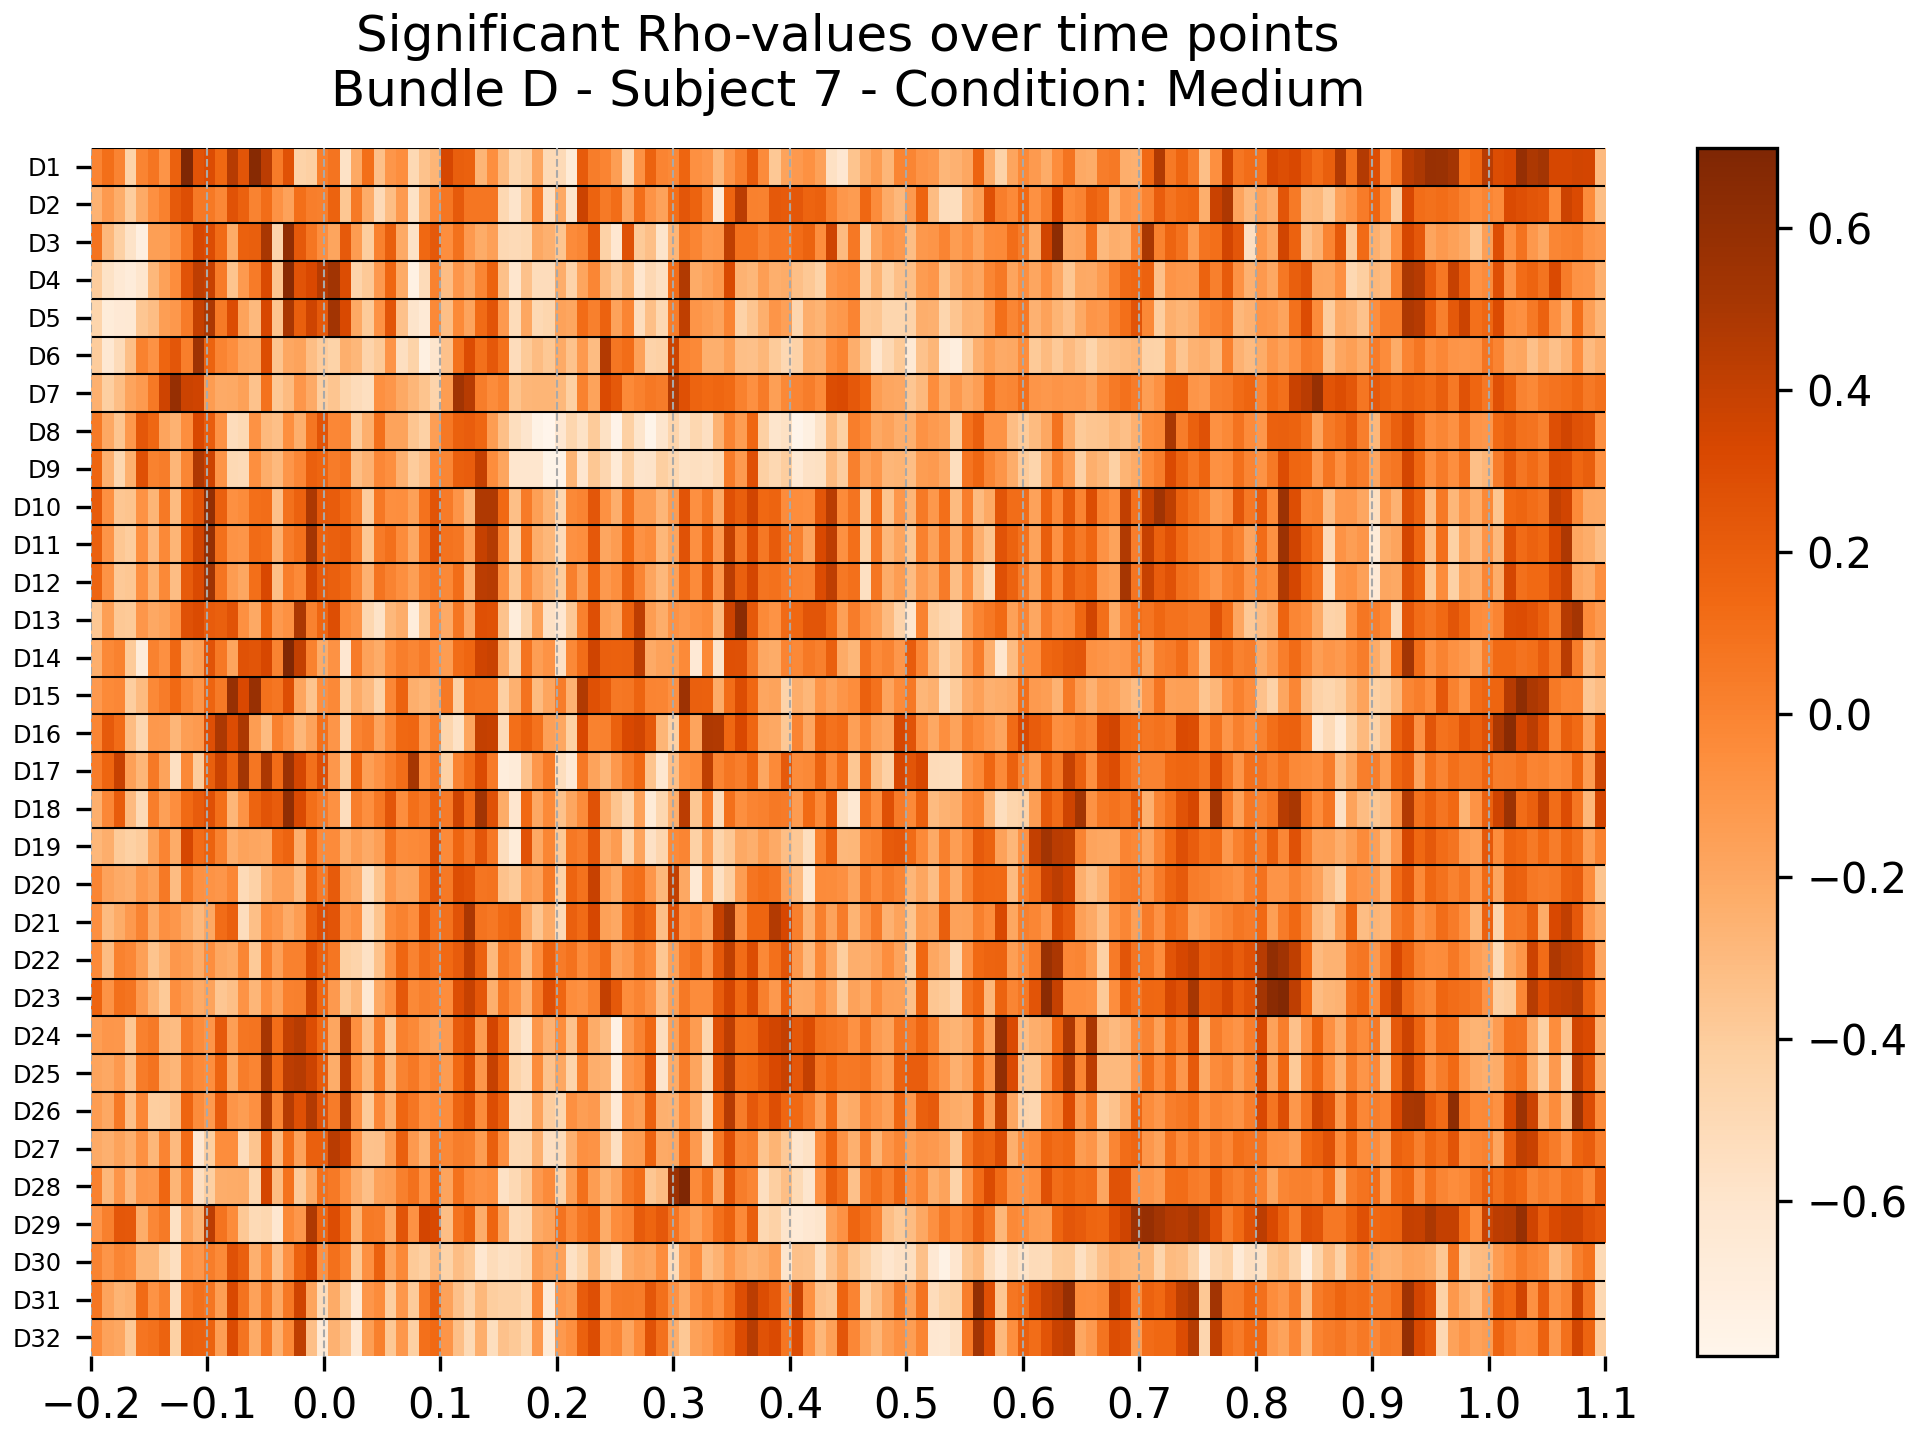 Significant Rho-values over time points
Bundle D - Subject 7 - Condition: Medium
D1
D2
D3
D4
D5
D6
D7
D8
D9
D10
D11
D12
D13
D14
D15
D16
D17
D18
D19
D20
D21
D22
D23
D24
D25
D26
D27
D28
D29
D30
D31
D32
−0.2 −0.1 0.0 0.1 0.2 0.3 0.4 0.5 0.6 0.7 0.8 0.9 1.0 1.1
0.6
0.4
0.2
0.0
−0.2
−0.4
−0.6